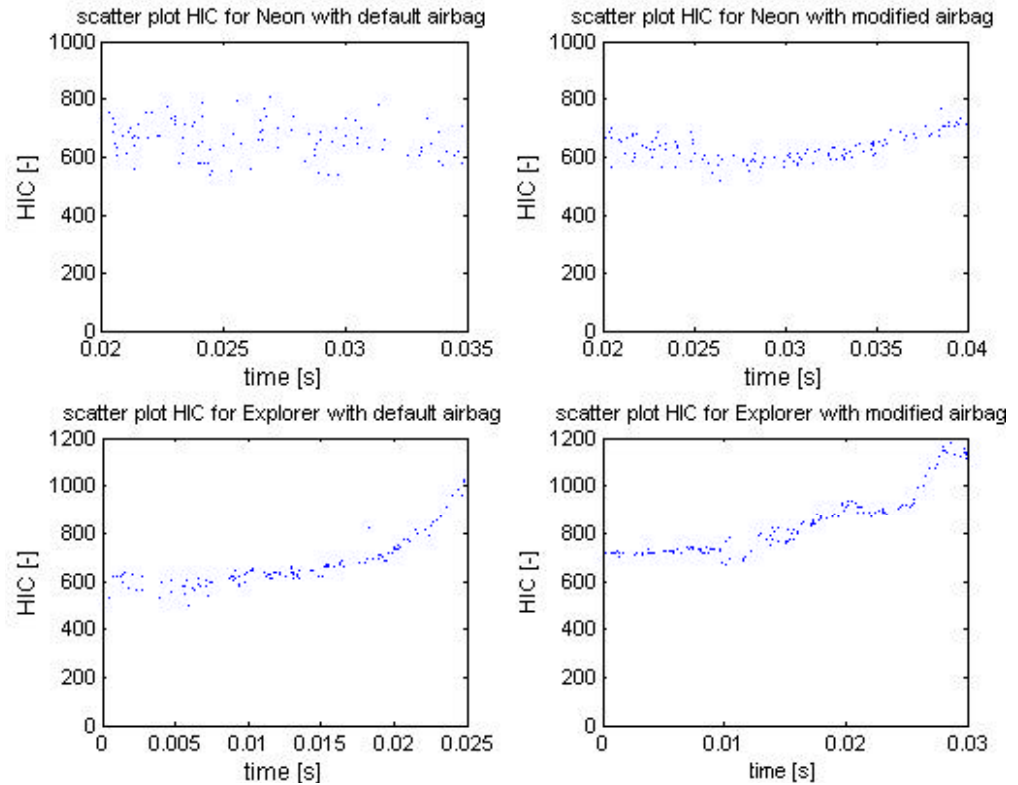 scatter plot HIC for Neon with default airbag
1000
800
600
400
200
0
HIC [-]
0.02 0.025 0.03 0.035
time [s]
scatter plot HIC for Neon with modified airbag
1000
800
600
400
200
0
HIC [-]
0.02 0.025 0.03 0.035 0.04
time [s]
scatter plot HIC for Explorer with default airbag
1200
1000
800
600
400
200
0
HIC [-]
0 0.005 0.01 0.015 0.02 0.025
time [s]
scatter plot HIC for Explorer with modified airbag
1200
1000
800
600
400
200
0
HIC [-]
0 0.01 0.02 0.03
time [s]